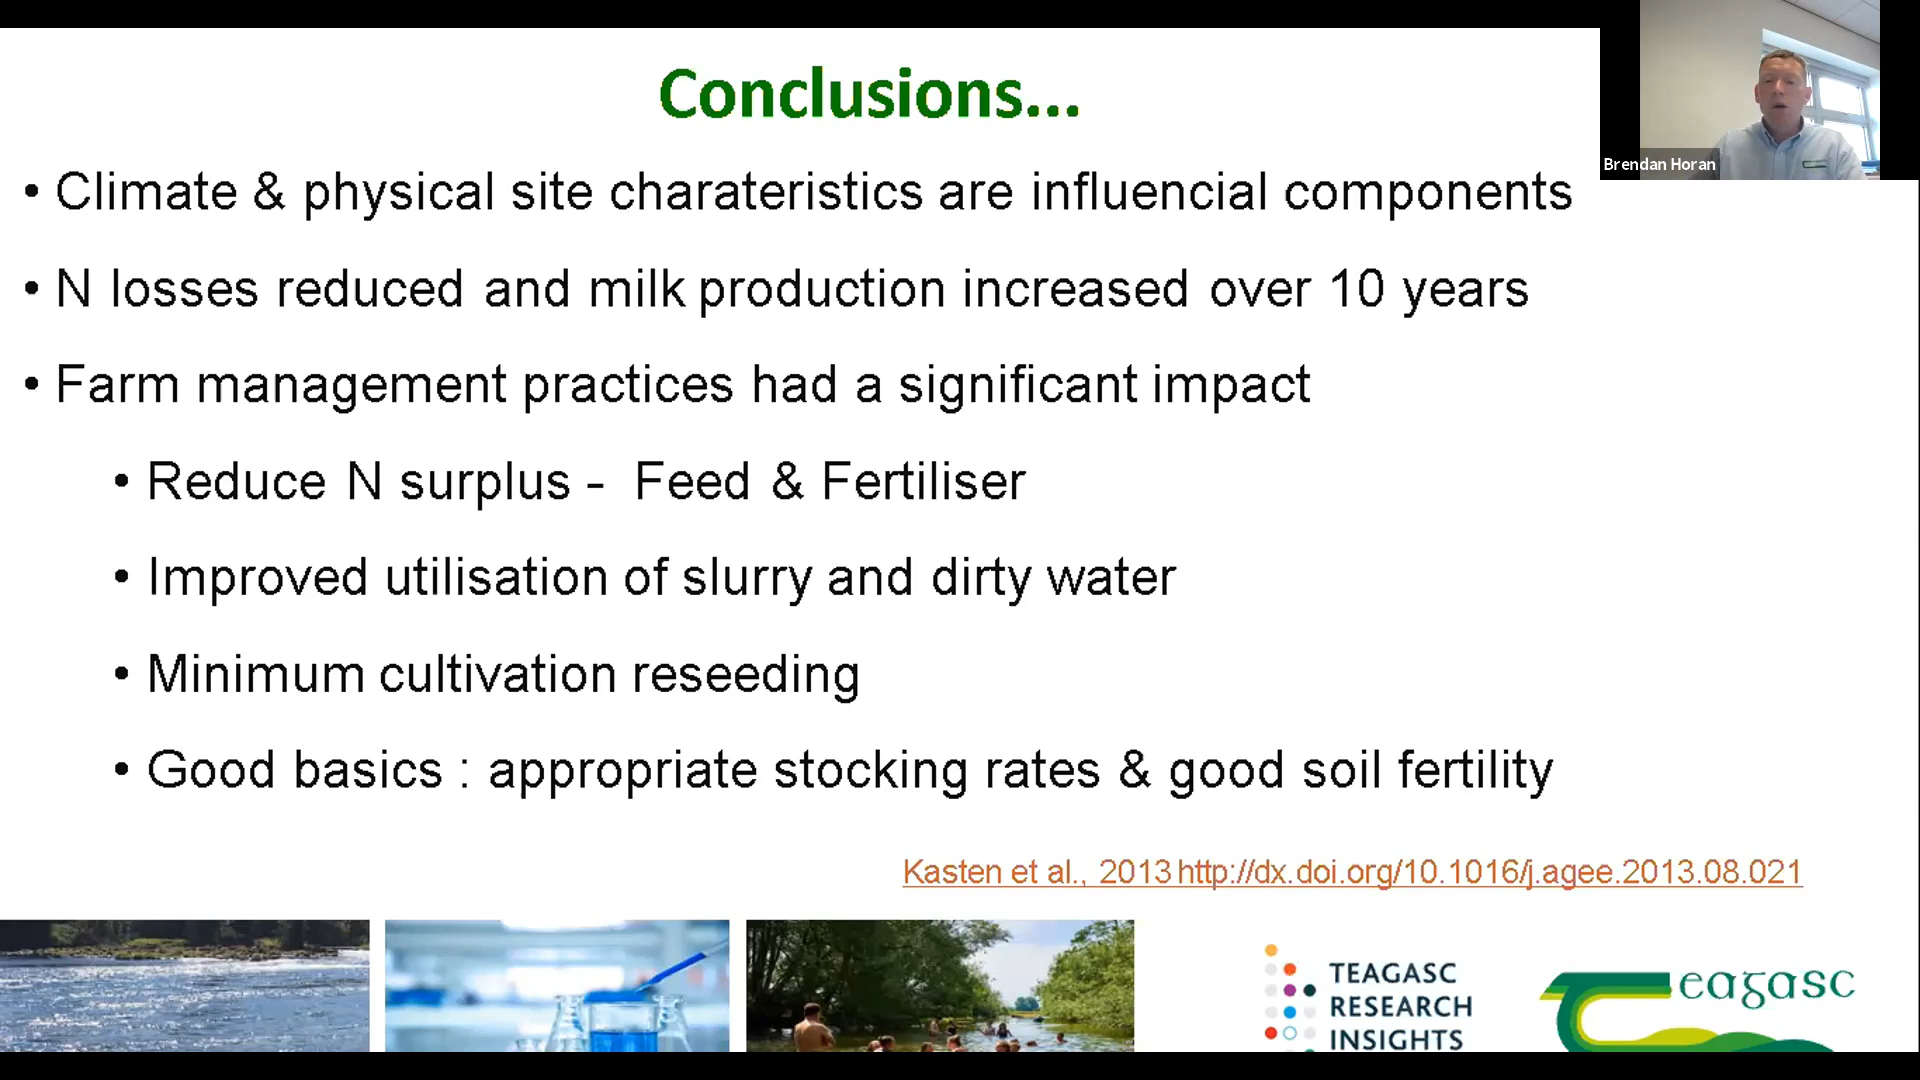 Conclusions...
Brendan Horan
• Climate & physical site charateristics are influencial components
• N losses reduced and milk production increased over 10 years
• Farm management practices had a significant impact
• Reduce N surplus - Feed & Fertiliser
• Improved utilisation of slurry and dirty water
• Minimum cultivation reseeding
• Good basics : appropriate stocking rates & good soil fertility
Kasten et al., 2013 http://dx.doi.org/10.1016/j.agee.2013.08.021
TEAGASC
RESEARCH
INSIGHTS
Teagasc